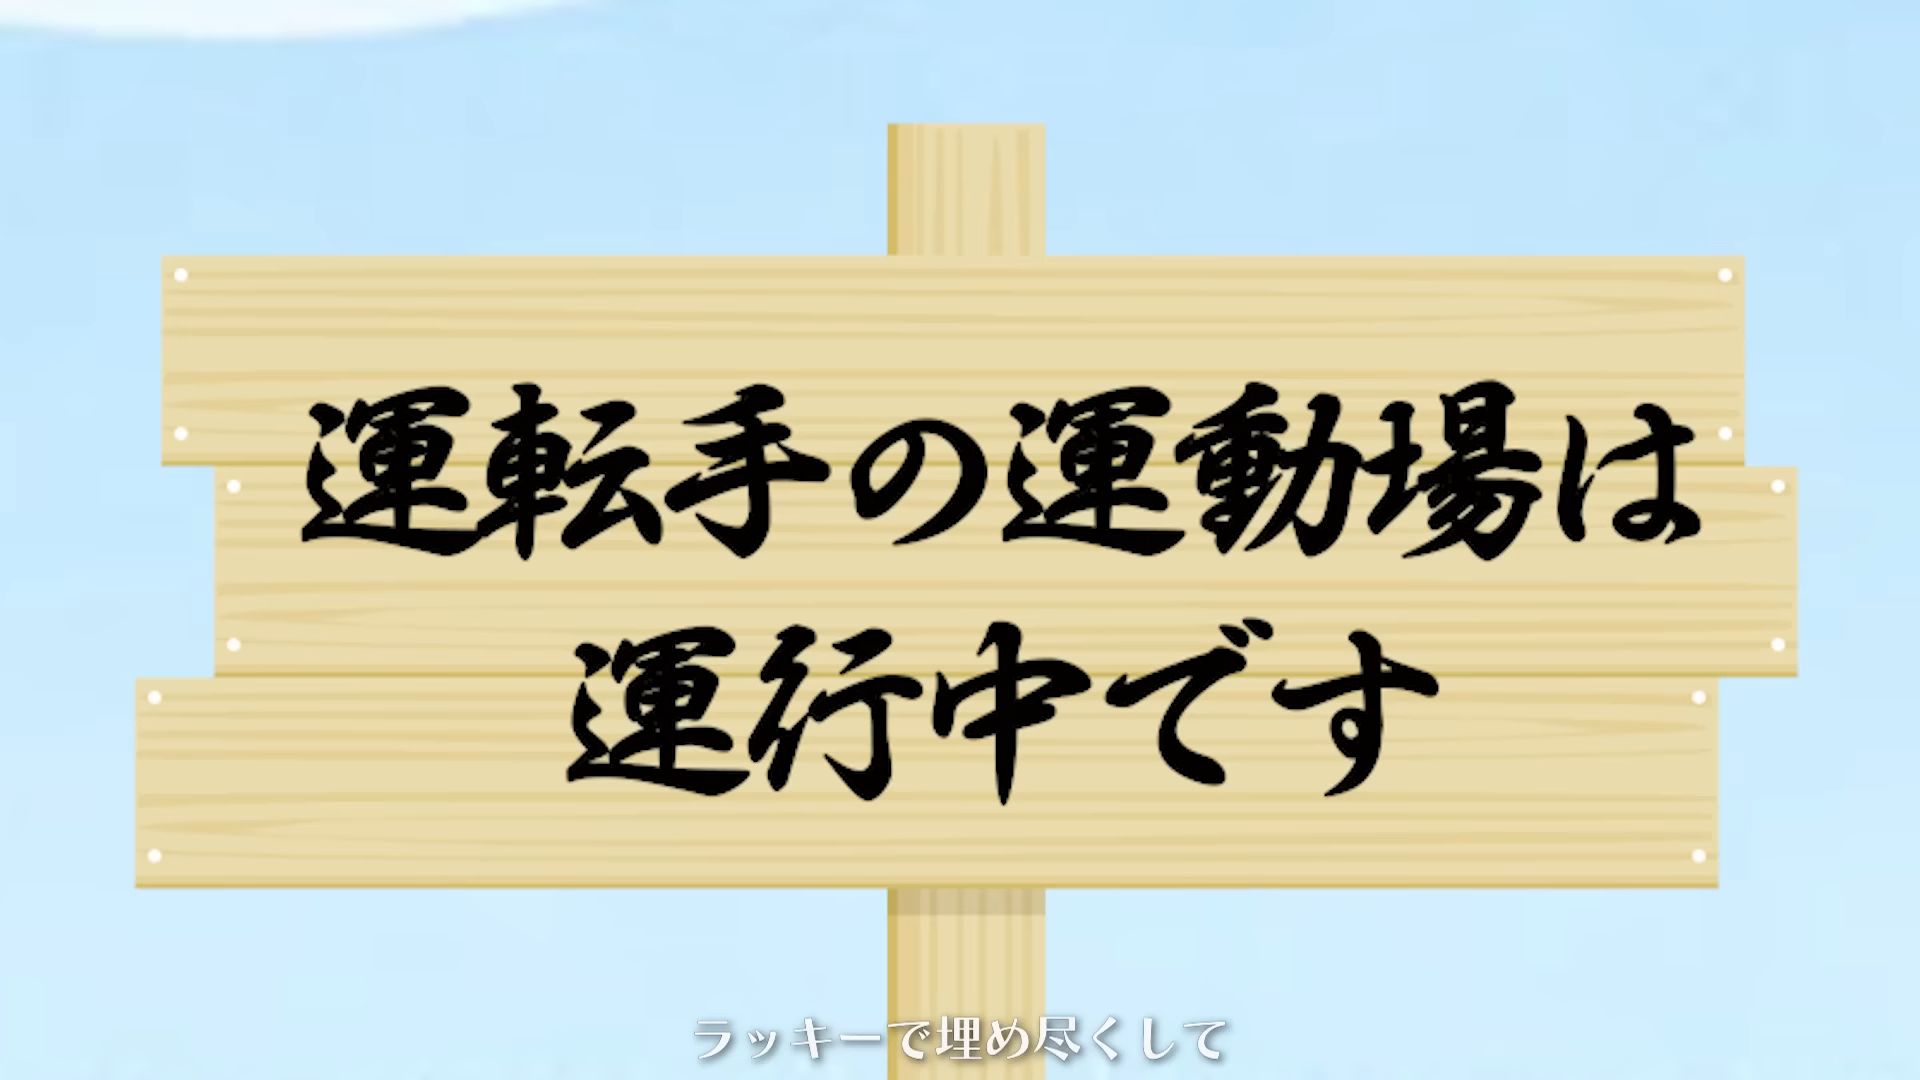 運転手の運動場は
運行中です
ラッキーで埋め尽くして